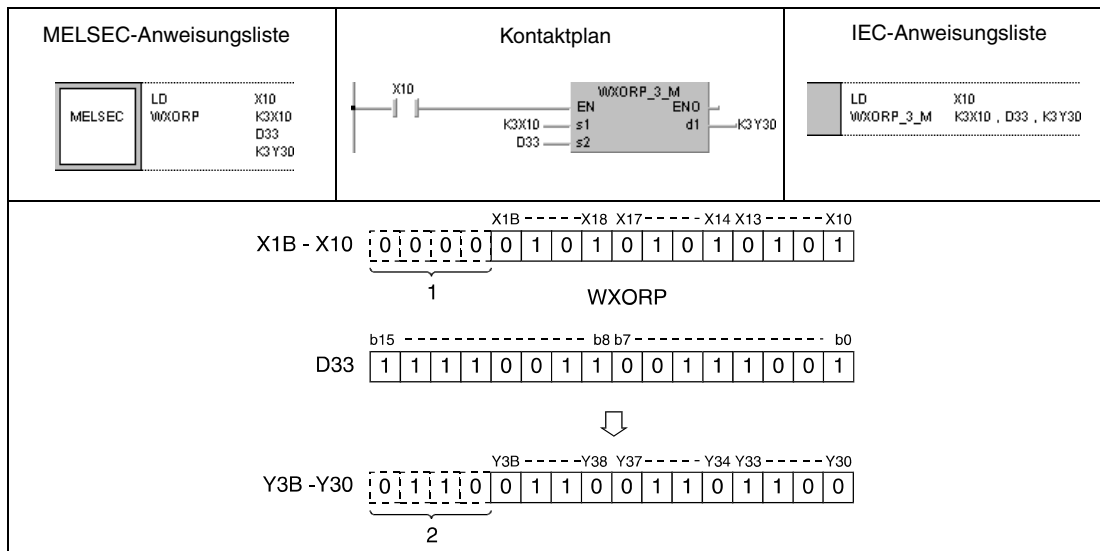 MELSEC-Anweisungsliste
MELSEC
LD X10
WXORP K3X10
D33
K3Y30
Kontaktplan
X10
WXORP_3_M
EN ENO
K3X10 s1 d1 K3Y30
D33 s2
IEC-Anweisungsliste
LD X10
WXORP_3_M K3X10 , D33 , K3Y30
X1B - - - - - X18 X17 - - - - - X14 X13 - - - - - X10
X1B - X10 0 0 0 0 0 1 0 1 0 1 0 1 0 1 0 1
1
WXORP
b15 - - - - - b8 b7 - - - - - b0
D33 1 1 1 1 0 0 1 1 0 0 1 1 1 0 0 1
Y3B - - - - - Y38 Y37 - - - - - Y34 Y33 - - - - - Y30
Y3B -Y30 0 1 1 0 0 1 1 0 0 1 1 0 1 1 0 0
2